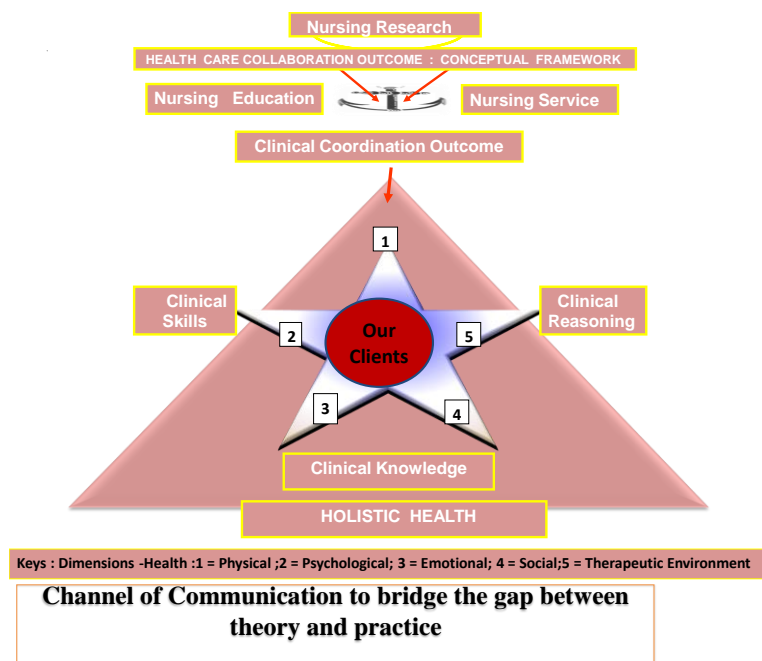 Nursing Research
HEALTH CARE COLLABORATION OUTCOME : CONCEPTUAL FRAMEWORK
Nursing Education
Nursing Service
Clinical Coordination Outcome
1
Clinical
Skills
Clinical
Reasoning
2
Our
Clients
5
3
4
Clinical Knowledge
HOLISTIC HEALTH
Keys : Dimensions -Health :1 = Physical ;2 = Psychological; 3 = Emotional; 4 = Social;5 = Therapeutic Environment
Channel of Communication to bridge the gap between
theory and practice